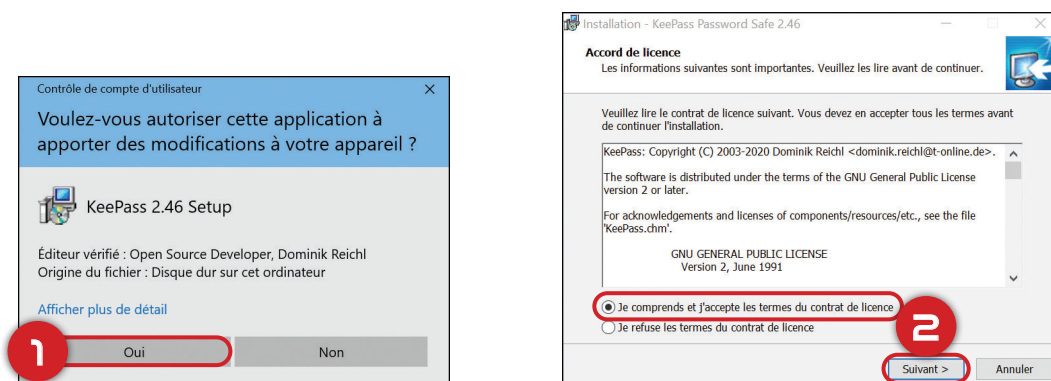 Contrôle de compte d'utilisateur
Voulez-vous autoriser cette application à
apporter des modifications à votre appareil ?
KeePass 2.46 Setup
Éditeur vérifié : Open Source Developer, Dominik Reichl
Origine du fichier : Disque dur sur cet ordinateur
Afficher plus de détail
1
Oui
Non
Installation - KeePass Password Safe 2.46
Accord de licence
Les informations suivantes sont importantes. Veuillez les lire avant de continuer.
Veuillez lire le contrat de licence suivant. Vous devez en accepter tous les termes avant
de continuer l'installation.
KeePass: Copyright (C) 2003-2020 Dominik Reichl <dominik.reichl@t-online.de>.
The software is distributed under the terms of the GNU General Public License
version 2 or later.
For acknowledgements and licenses of components/resources/etc., see the file
'KeePass.chm'.
GNU GENERAL PUBLIC LICENSE
Version 2, June 1991
Je comprends et j'accepte les termes du contrat de licence
Je refuse les termes du contrat de licence
2
Suivant >
Annuler